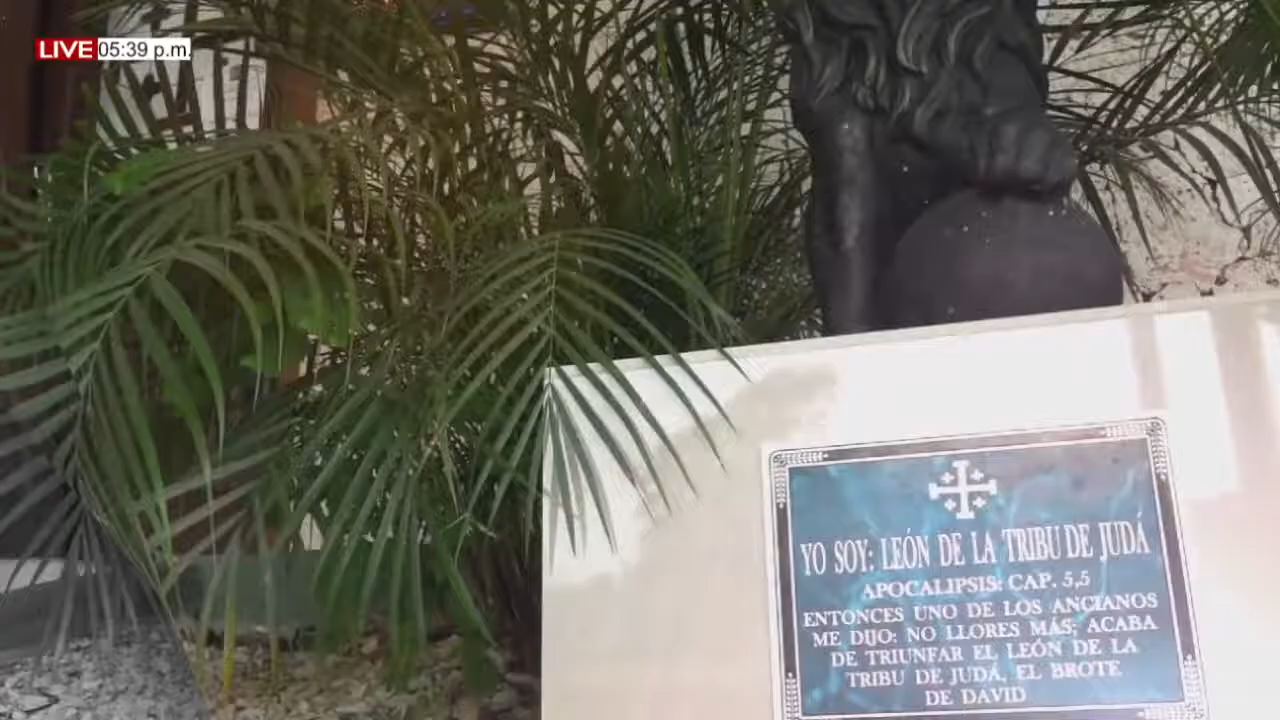 LIVE 05:39 p.m.
YO SOY: LEÓN DE LA TRIBU DE JUDÁ
APOCALIPSIS: CAP. 5,5
ENTONCES UNO DE LOS ANCIANOS
ME DIJO: NO LLORES MÁS; ACABA
DE TRIUNFAR EL LEÓN DE LA
TRIBU DE JUDÁ, EL BROTE
DE DAVID